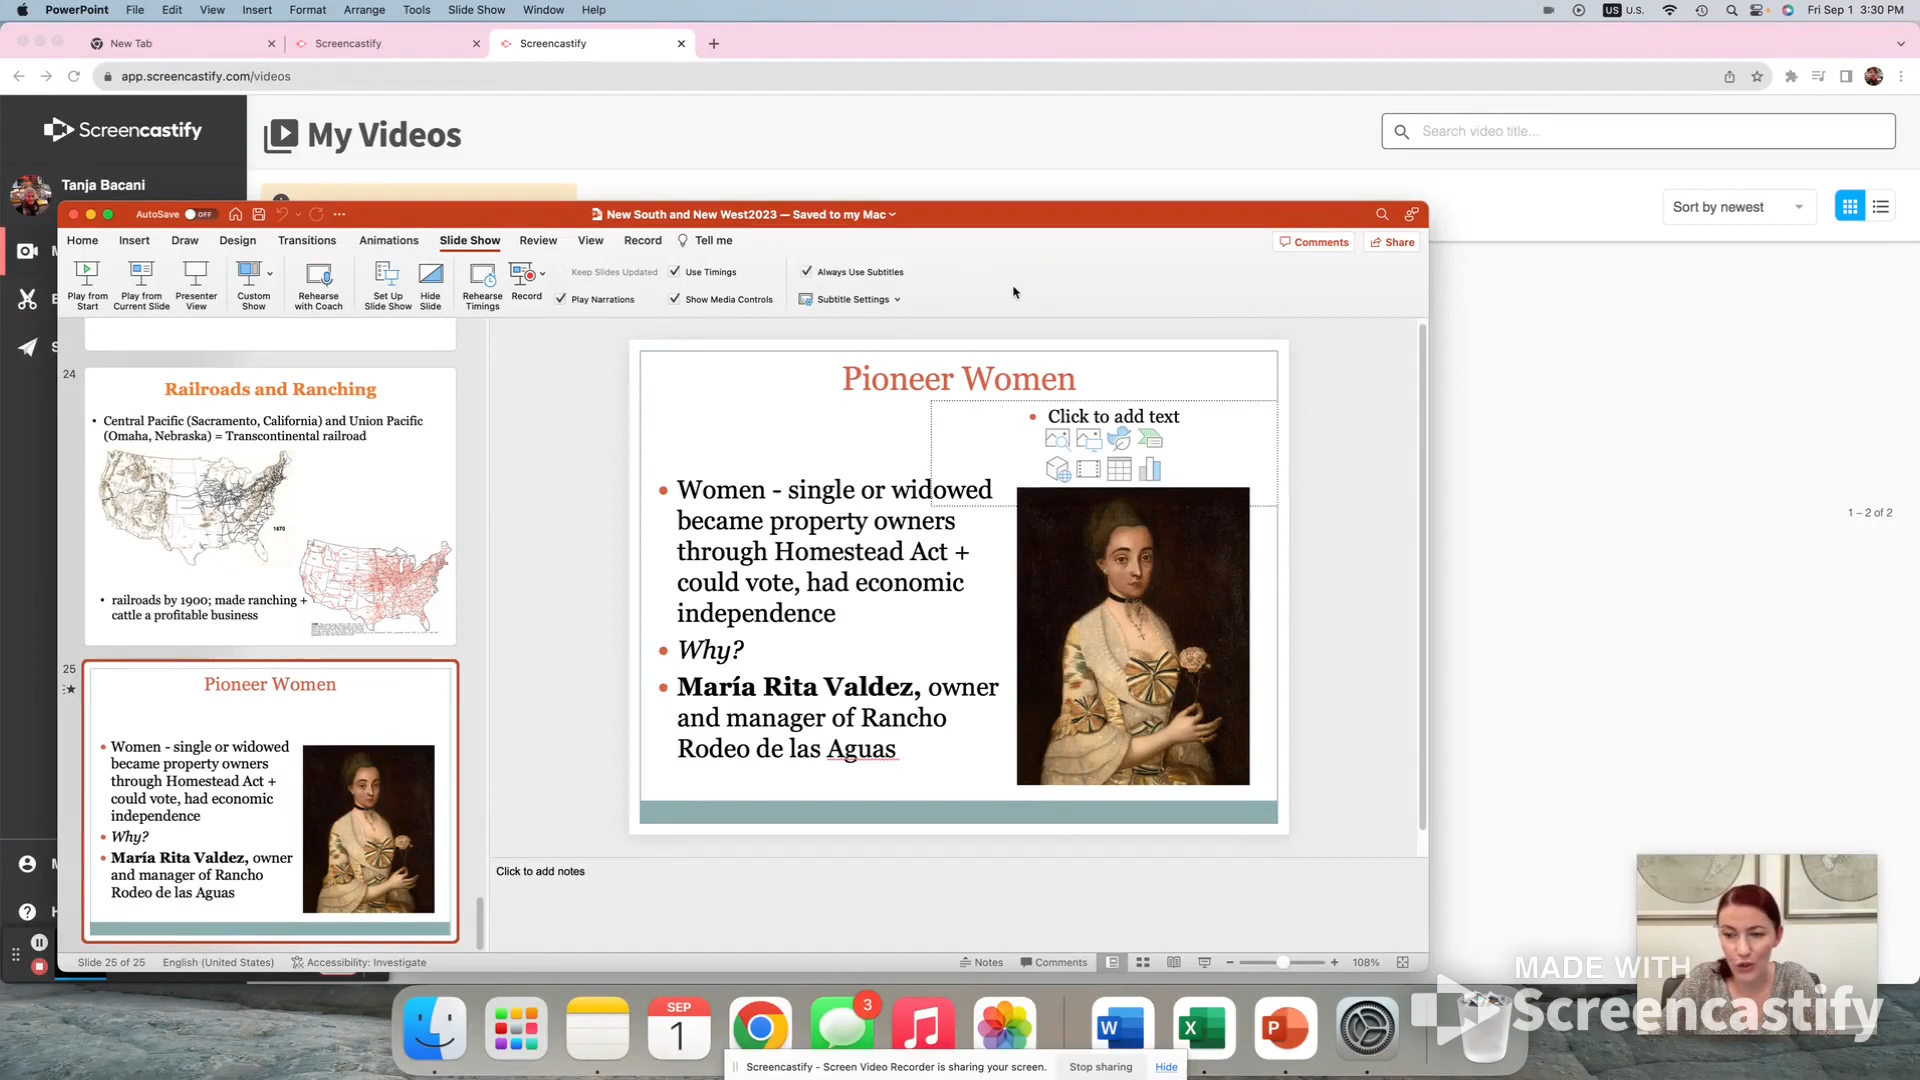 PowerPoint File Edit View Insert Format Arrange Tools Slide Show Window Help
US U.S. Fri Sep 1 3:30 PM
New Tab
Screencastify
Screencastify
app.screencastify.com/videos
Screencastify
My Videos
Search video title...
Tanja Bacani
Sort by newest
1 – 2 of 2
AutoSave OFF
New South and New West2023 — Saved to my Mac
Home Insert Draw Design Transitions Animations Slide Show Review View Record Tell me
Comments Share
Play from Start
Play from Current Slide
Presenter View
Custom Show
Rehearse with Coach
Set Up Slide Show
Hide Slide
Rehearse Timings
Record
Keep Slides Updated
Play Narrations
Use Timings
Show Media Controls
Always Use Subtitles
Subtitle Settings
24
Railroads and Ranching
• Central Pacific (Sacramento, California) and Union Pacific
(Omaha, Nebraska) = Transcontinental railroad
1870
• railroads by 1900; made ranching +
cattle a profitable business
25
Pioneer Women
• Women - single or widowed
became property owners
through Homestead Act +
could vote, had economic
independence
• Why?
• María Rita Valdez, owner
and manager of Rancho
Rodeo de las Aguas
Pioneer Women
• Click to add text
• Women - single or widowed
became property owners
through Homestead Act +
could vote, had economic
independence
• Why?
• María Rita Valdez, owner
and manager of Rancho
Rodeo de las Aguas
Click to add notes
Slide 25 of 25 English (United States) Accessibility: Investigate
Notes Comments 108%
SEP
1
3
W
X
P
MADE WITH
Screencastify
Screencastify - Screen Video Recorder is sharing your screen. Stop sharing Hide